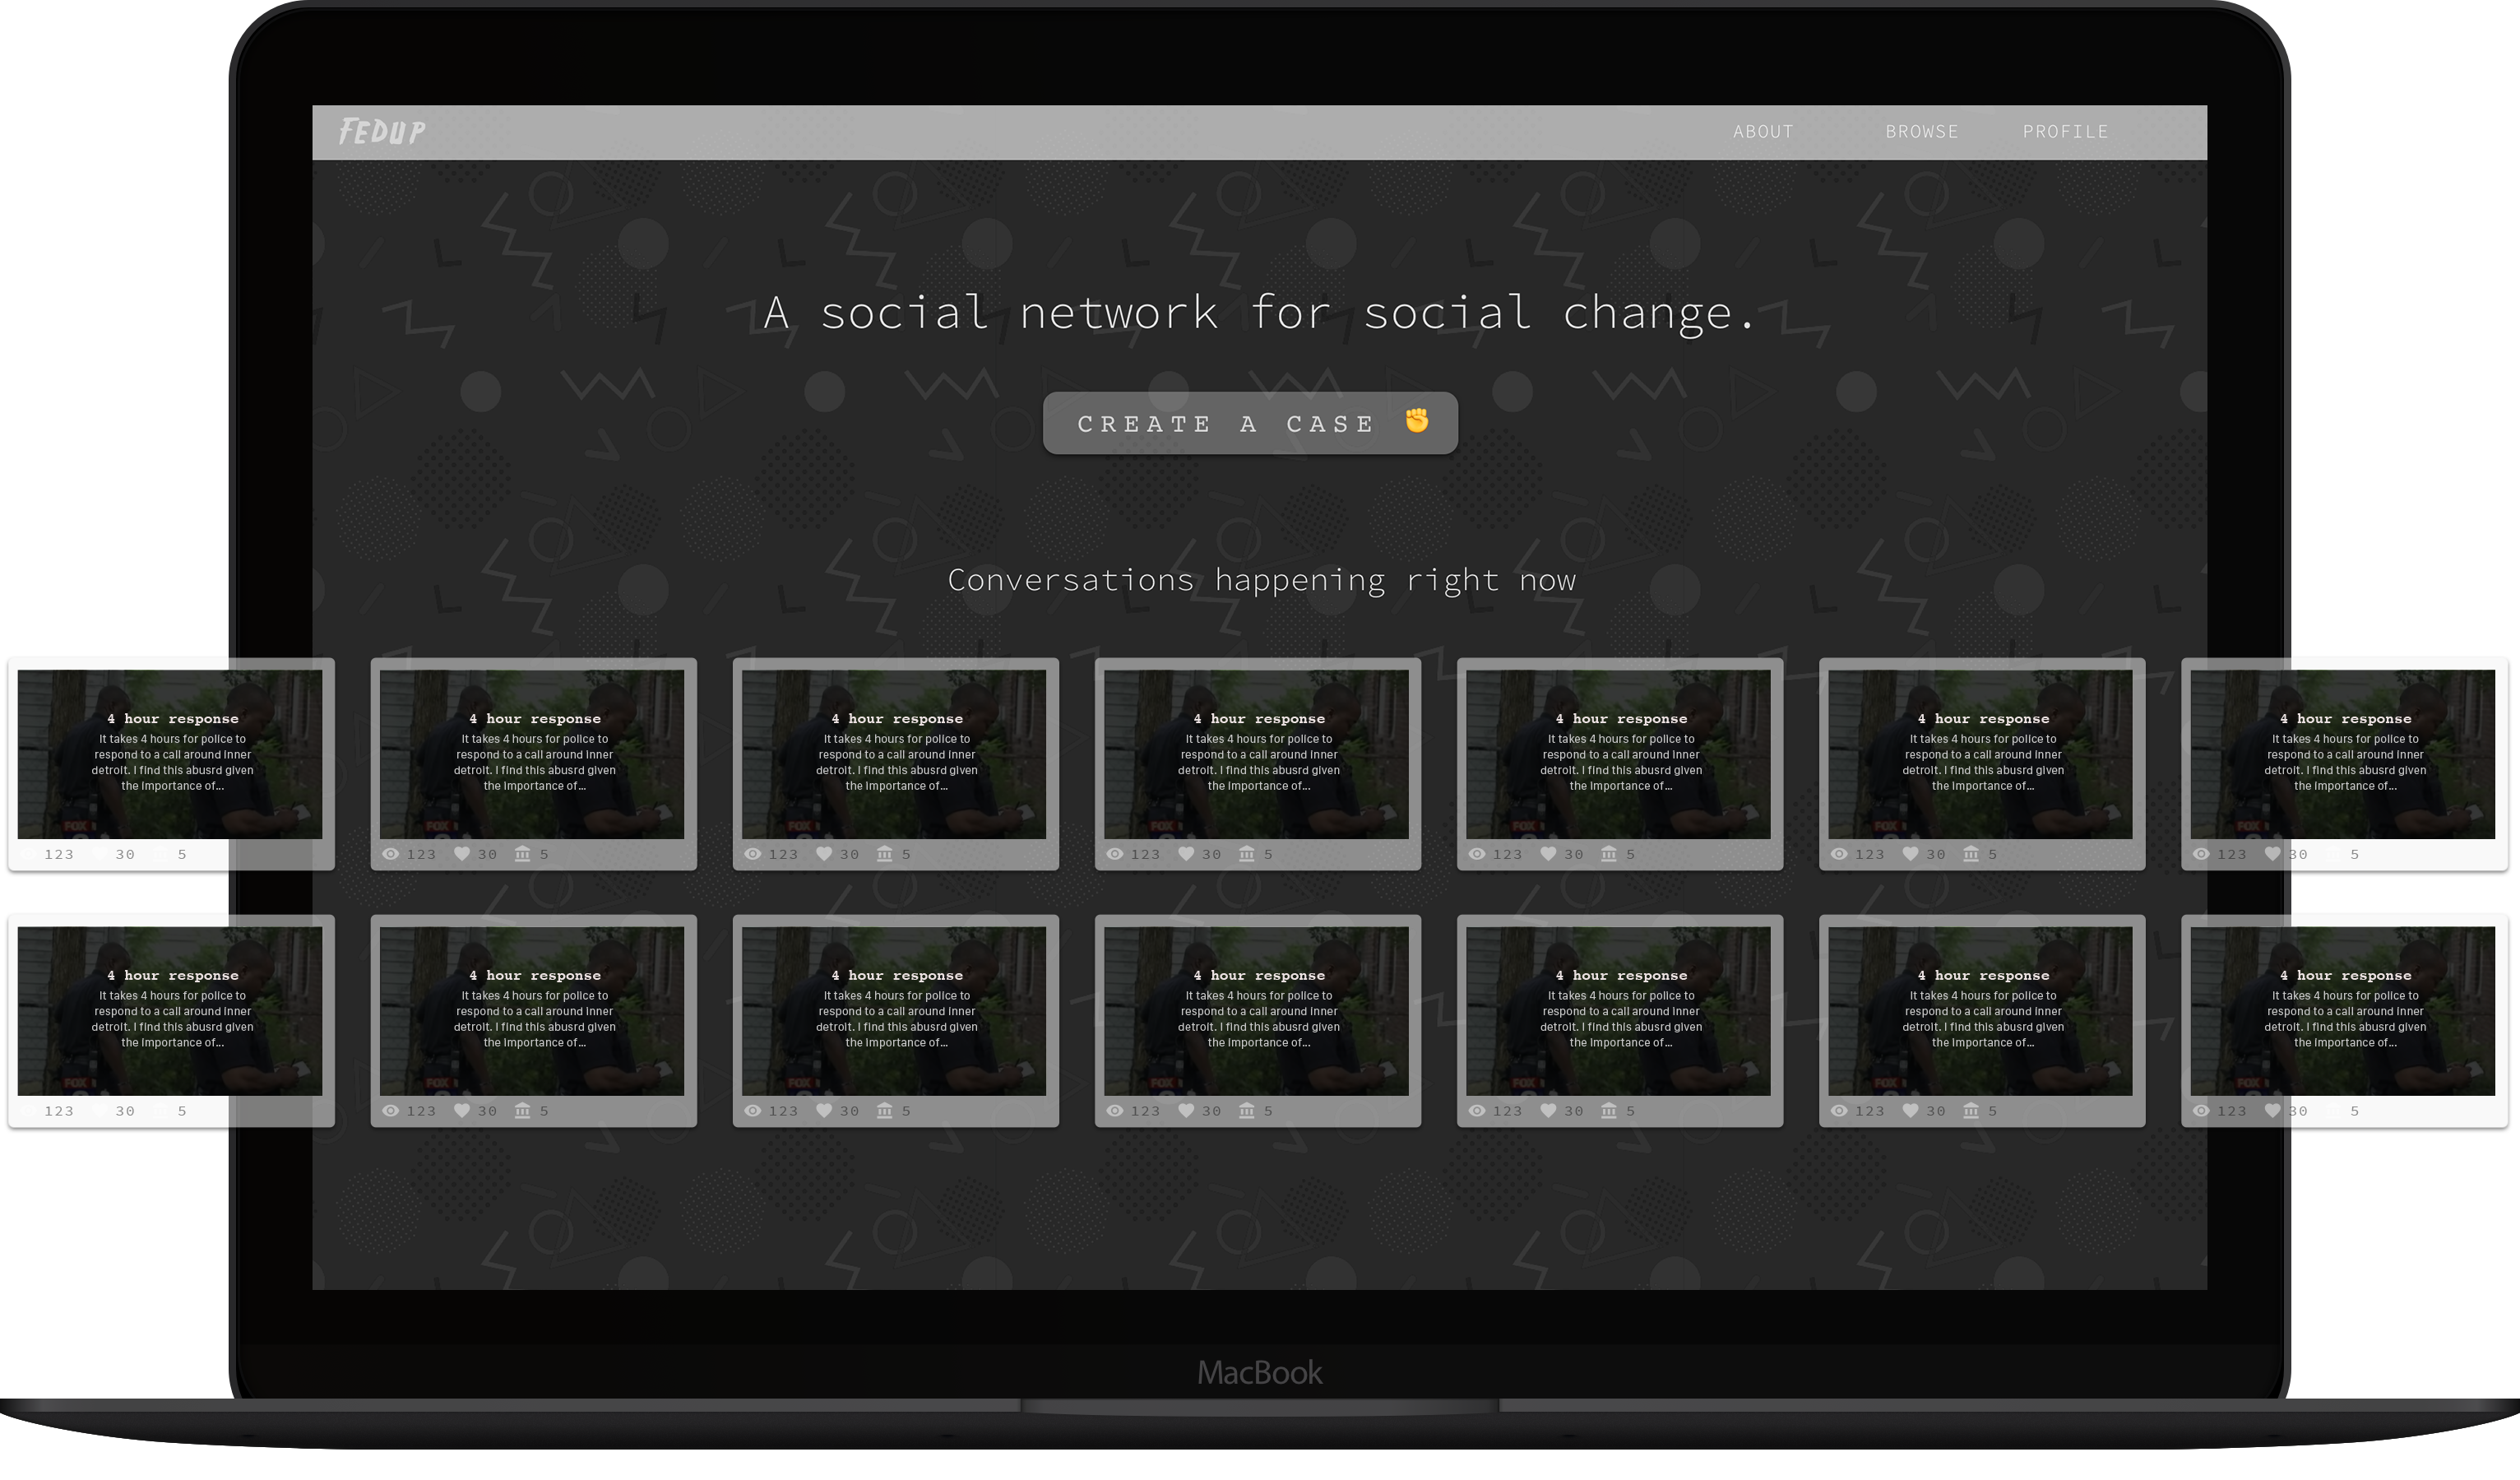 FEDUP
ABOUT BROWSE PROFILE
A social network for social change.
CREATE A CASE ✊
Conversations happening right now
4 hour response
It takes 4 hours for police to
respond to a call around inner
detroit. I find this abusrd given
the importance of...
FOX
123 30 5
4 hour response
It takes 4 hours for police to
respond to a call around inner
detroit. I find this abusrd given
the importance of...
FOX
123 30 5
4 hour response
It takes 4 hours for police to
respond to a call around inner
detroit. I find this abusrd given
the importance of...
FOX
123 30 5
4 hour response
It takes 4 hours for police to
respond to a call around inner
detroit. I find this abusrd given
the importance of...
FOX
123 30 5
4 hour response
It takes 4 hours for police to
respond to a call around inner
detroit. I find this abusrd given
the importance of...
FOX
123 30 5
4 hour response
It takes 4 hours for police to
respond to a call around inner
detroit. I find this abusrd given
the importance of...
FOX
123 30 5
4 hour response
It takes 4 hours for police to
respond to a call around inner
detroit. I find this abusrd given
the importance of...
FOX
123 30 5
4 hour response
It takes 4 hours for police to
respond to a call around inner
detroit. I find this abusrd given
the importance of...
FOX
123 30 5
4 hour response
It takes 4 hours for police to
respond to a call around inner
detroit. I find this abusrd given
the importance of...
FOX
123 30 5
4 hour response
It takes 4 hours for police to
respond to a call around inner
detroit. I find this abusrd given
the importance of...
FOX
123 30 5
4 hour response
It takes 4 hours for police to
respond to a call around inner
detroit. I find this abusrd given
the importance of...
FOX
123 30 5
4 hour response
It takes 4 hours for police to
respond to a call around inner
detroit. I find this abusrd given
the importance of...
FOX
123 30 5
4 hour response
It takes 4 hours for police to
respond to a call around inner
detroit. I find this abusrd given
the importance of...
FOX
123 30 5
4 hour response
It takes 4 hours for police to
respond to a call around inner
detroit. I find this abusrd given
the importance of...
FOX
123 30 5
MacBook